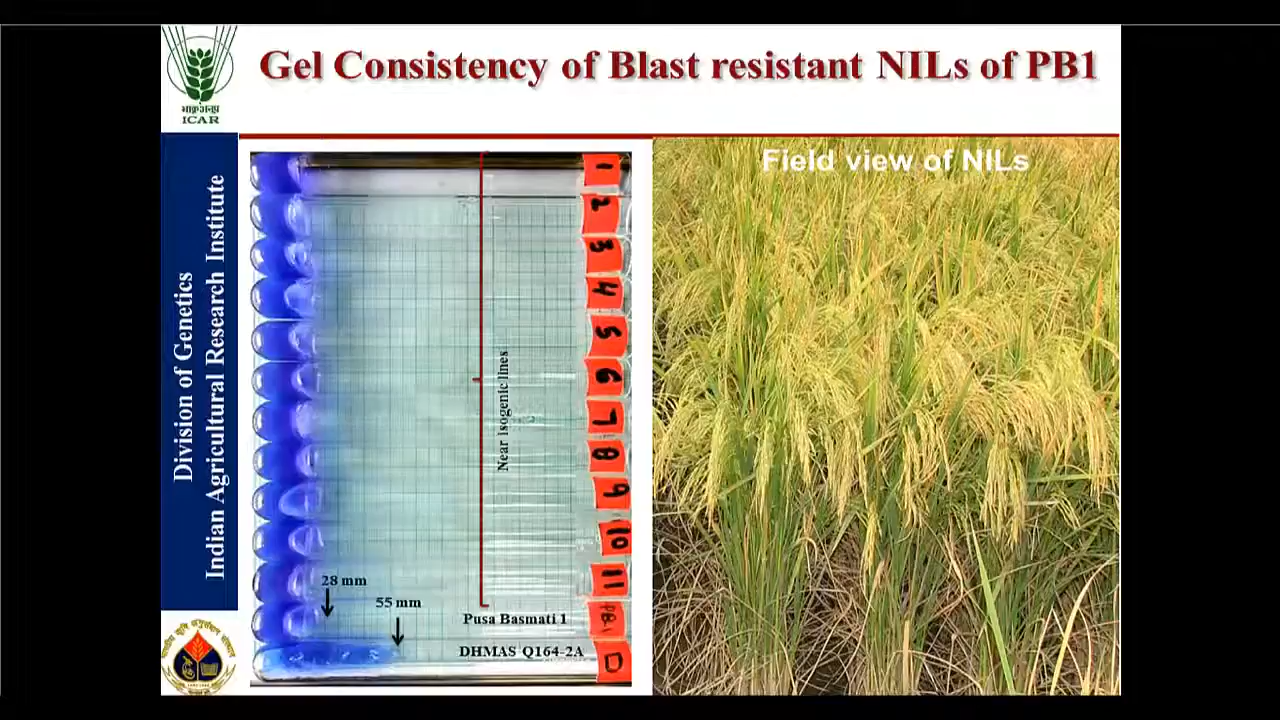 Gel Consistency of Blast resistant NILs of PB1
ICAR
Division of Genetics
Indian Agricultural Research Institute
Field view of NILs
1
2
3
4
5
6
7
8
9
10
11
PB1
D
Near isogenic lines
28 mm
55 mm
Pusa Basmati 1
DHMAS Q164-2A